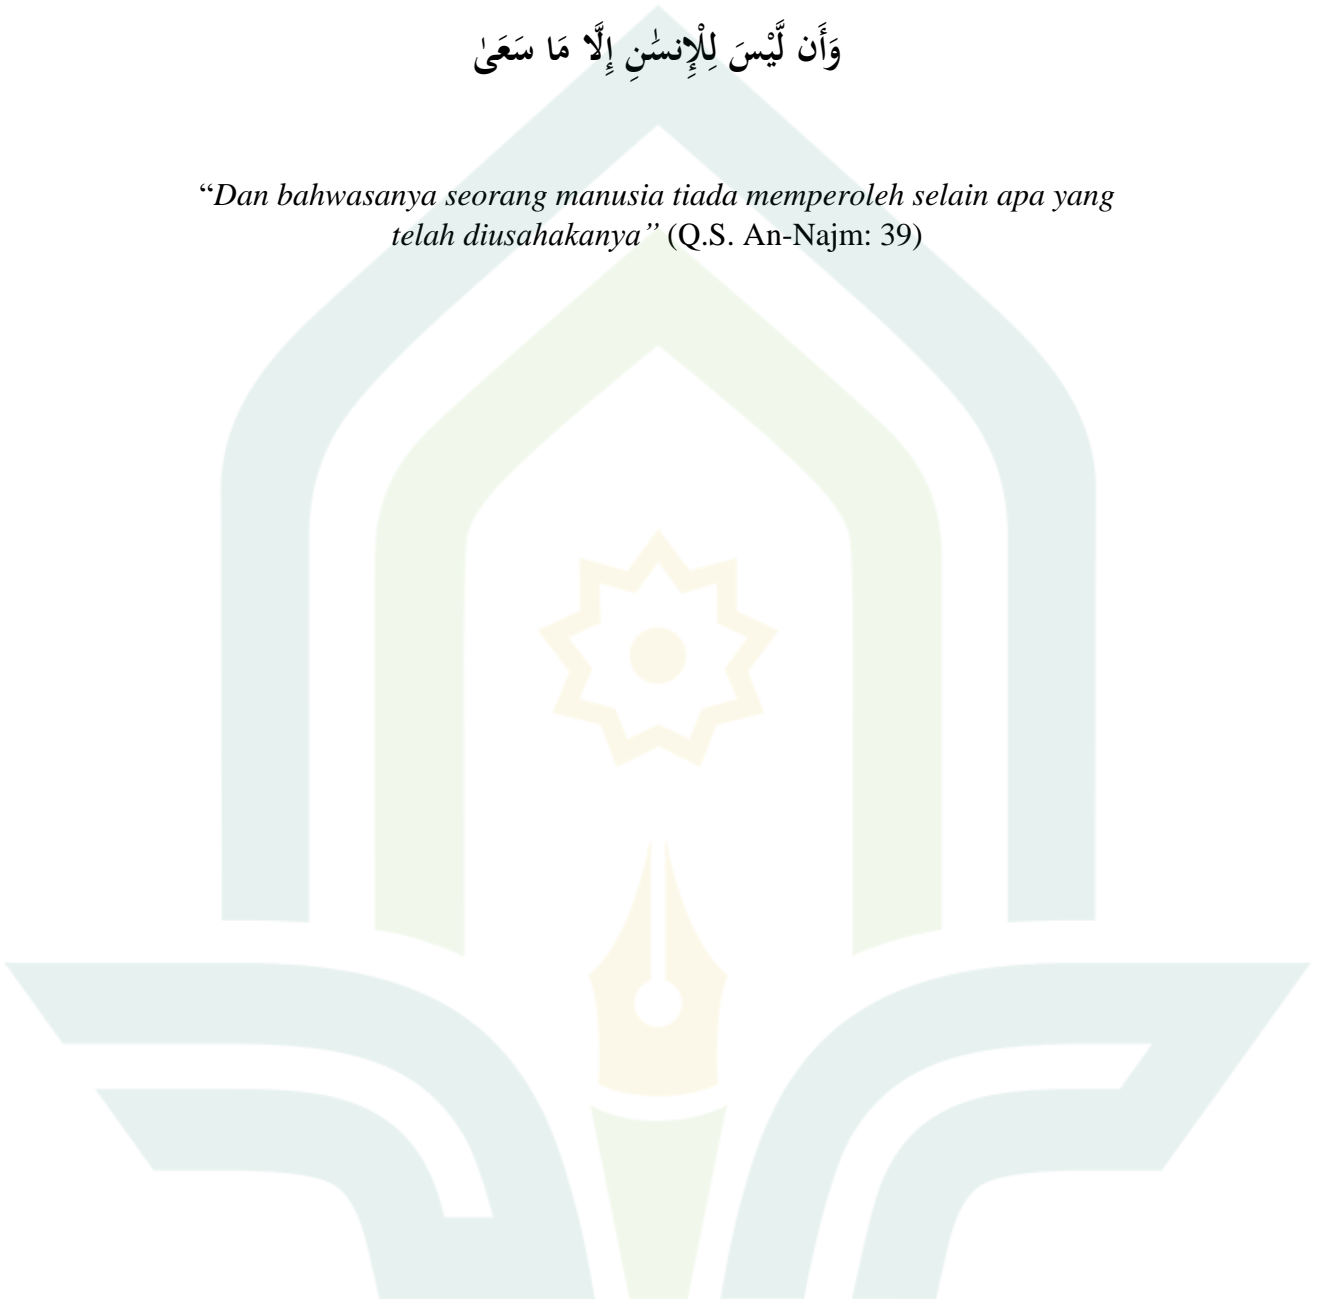 وَأَن لَّيْسَ لِلْإِنسَٰنِ إِلَّا مَا سَعَىٰ
“Dan bahwasanya seorang manusia tiada memperoleh selain apa yang
telah diusahakanya” (Q.S. An-Najm: 39)